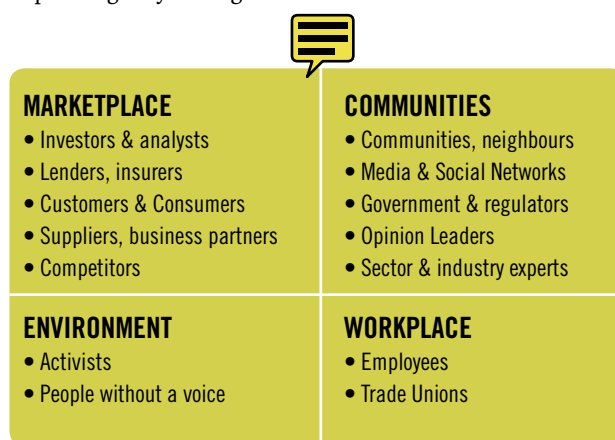 MARKETPLACE
• Investors & analysts
• Lenders, insurers
• Customers & Consumers
• Suppliers, business partners
• Competitors
COMMUNITIES
• Communities, neighbours
• Media & Social Networks
• Government & regulators
• Opinion Leaders
• Sector & industry experts
ENVIRONMENT
• Activists
• People without a voice
WORKPLACE
• Employees
• Trade Unions